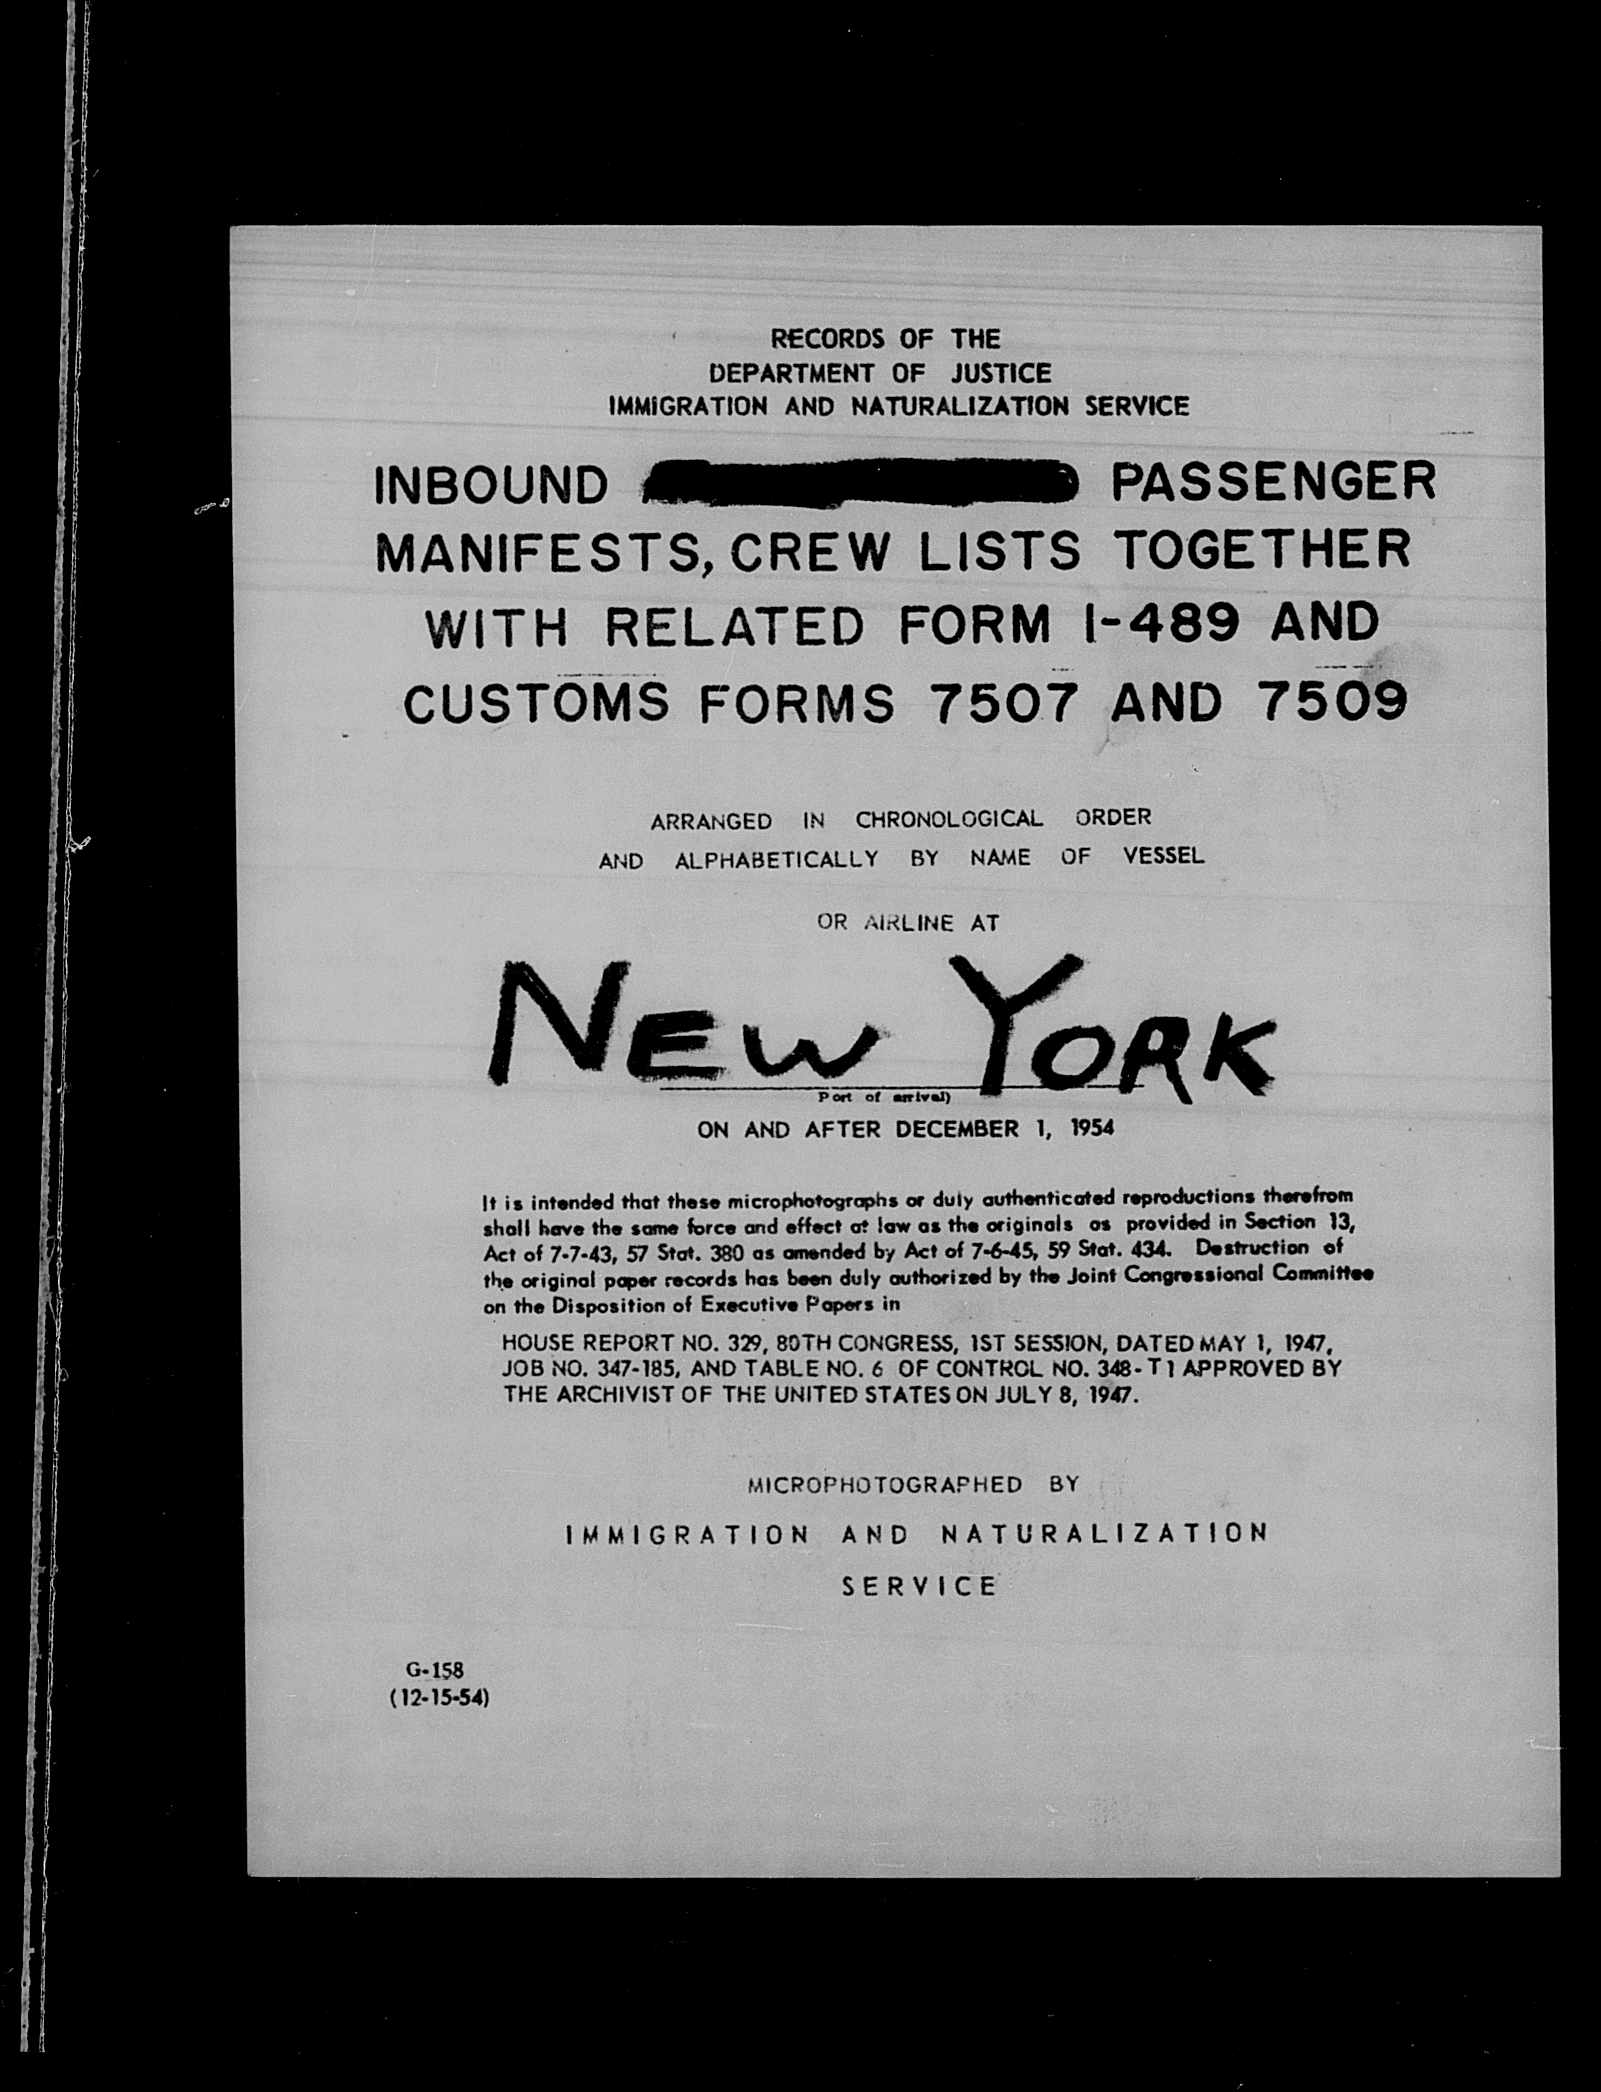 RECORDS OF THE
DEPARTMENT OF JUSTICE
IMMIGRATION AND NATURALIZATION SERVICE
INBOUND PASSENGER
MANIFESTS, CREW LISTS TOGETHER
WITH RELATED FORM I-489 AND
CUSTOMS FORMS 7507 AND 7509
ARRANGED IN CHRONOLOGICAL ORDER
AND ALPHABETICALLY BY NAME OF VESSEL
OR AIRLINE AT
NEW YORK
Port of arrival)
ON AND AFTER DECEMBER 1, 1954
It is intended that these microphotographs or duly authenticated reproductions therefrom
shall have the same force and effect at law as the originals as provided in Section 13,
Act of 7-7-43, 57 Stat. 380 as amended by Act of 7-6-45, 59 Stat. 434. Destruction of
the original paper records has been duly authorized by the Joint Congressional Committee
on the Disposition of Executive Papers in
HOUSE REPORT NO. 329, 80TH CONGRESS, 1ST SESSION, DATED MAY 1, 1947,
JOB NO. 347-185, AND TABLE NO. 6 OF CONTROL NO. 348-T1 APPROVED BY
THE ARCHIVIST OF THE UNITED STATES ON JULY 8, 1947.
MICROPHOTOGRAPHED BY
IMMIGRATION AND NATURALIZATION
SERVICE
G-158
(12-15-54)